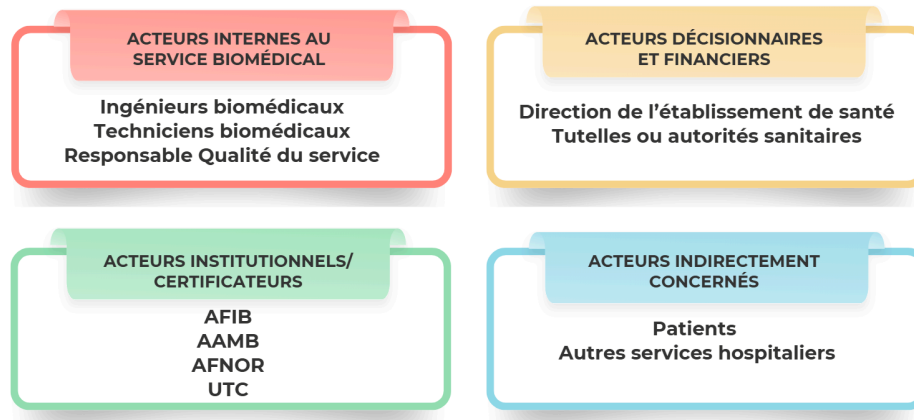 ACTEURS INTERNES AU
SERVICE BIOMÉDICAL
Ingénieurs biomédicaux
Techniciens biomédicaux
Responsable Qualité du service
ACTEURS DÉCISIONNAIRES
ET FINANCIERS
Direction de l’établissement de santé
Tutelles ou autorités sanitaires
ACTEURS INSTITUTIONNELS/
CERTIFICATEURS
AFIB
AAMB
AFNOR
UTC
ACTEURS INDIRECTEMENT
CONCERNÉS
Patients
Autres services hospitaliers